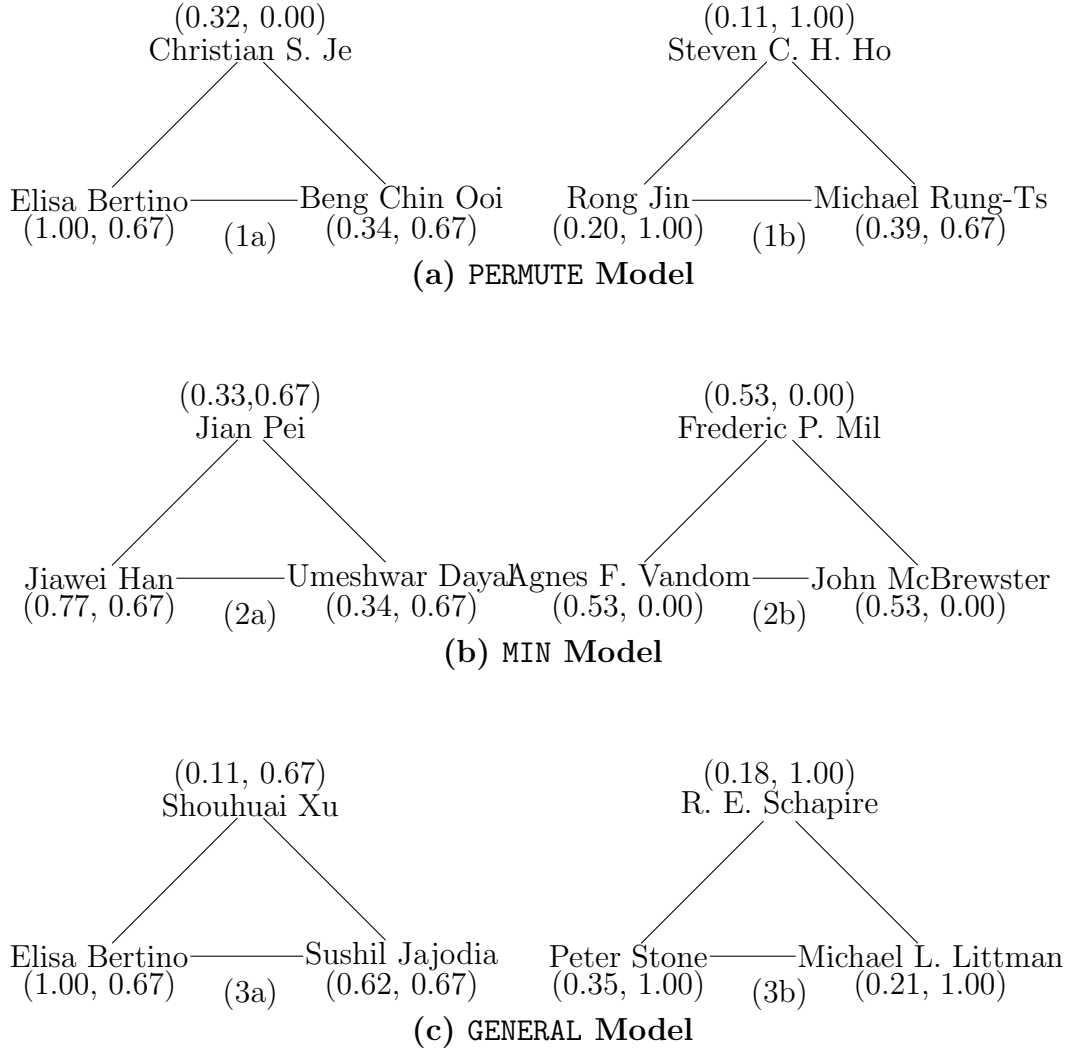 (0.32, 0.00) (0.11, 1.00)
Christian S. Je Steven C. H. Ho
Elisa Bertino Beng Chin Ooi Rong Jin Michael Rung-Ts
(1.00, 0.67) (1a) (0.34, 0.67) (0.20, 1.00) (1b) (0.39, 0.67)
(a) PERMUTE Model
(0.33,0.67) (0.53, 0.00)
Jian Pei Frederic P. Mil
Jiawei Han Umeshwar Dayal Agnes F. Vandom John McBrewster
(0.77, 0.67) (2a) (0.34, 0.67) (0.53, 0.00) (2b) (0.53, 0.00)
(b) MIN Model
(0.11, 0.67) (0.18, 1.00)
Shouhuai Xu R. E. Schapire
Elisa Bertino Sushil Jajodia Peter Stone Michael L. Littman
(1.00, 0.67) (3a) (0.62, 0.67) (0.35, 1.00) (3b) (0.21, 1.00)
(c) GENERAL Model